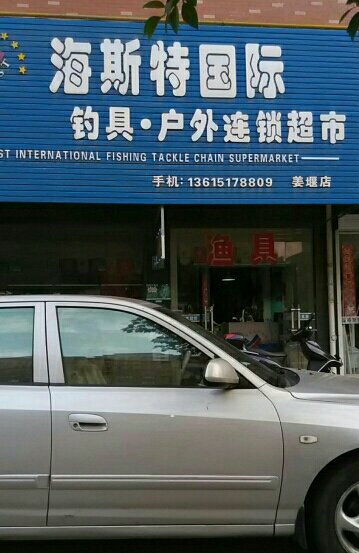 海斯特国际
钓具·户外连锁超市
ST INTERNATIONAL FISHING TACKLE CHAIN SUPERMARKET
手机：13615178809 姜堰店
渔具